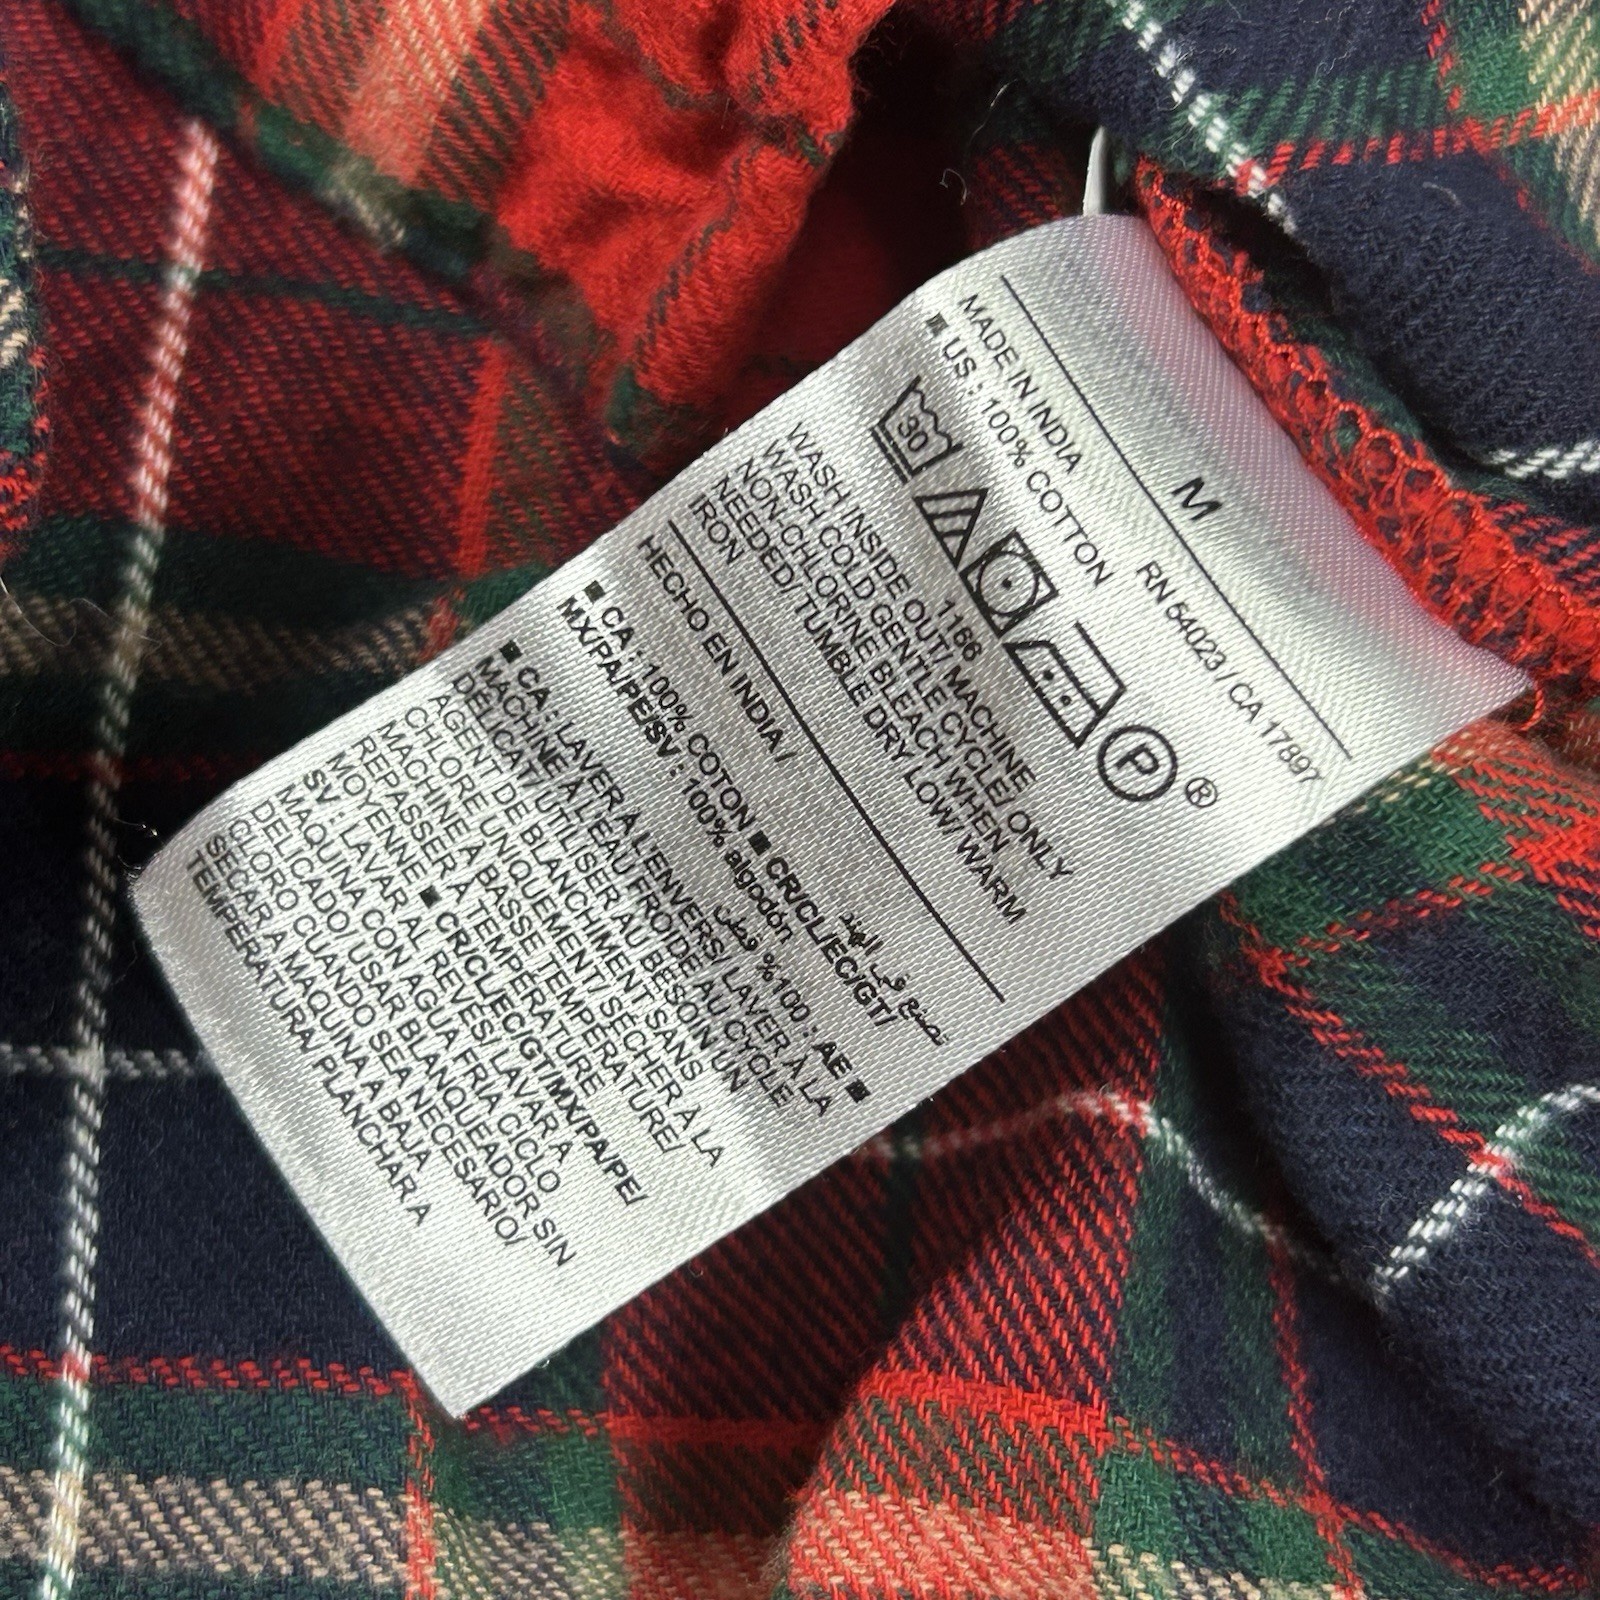 M
RN 54023 / CA 17897
MADE IN INDIA
■ US : 100% COTTON
30
P ®
1166
WASH INSIDE OUT/ MACHINE
WASH COLD GENTLE CYCLE/ ONLY
NON-CHLORINE BLEACH WHEN
NEEDED/ TUMBLE DRY LOW/ WARM
IRON
HECHO EN INDIA /
صنع في الهند
■ CA : 100% COTON ■ CR/CL/EC/GT/
MX/PA/PE/SV : 100% algodón
■ AE : 100% قطن
■ CA : LAVER À L'ENVERS/ LAVER À LA
MACHINE À L'EAU FROIDE AU CYCLE
DÉLICAT/ UTILISER AU BESOIN UN
AGENT DE BLANCHIMENT SANS
CHLORE UNIQUEMENT/ SÉCHER À LA
MACHINE À BASSE TEMPÉRATURE/
REPASSER À TEMPÉRATURE
MOYENNE ■ CR/CL/EC/GT/MX/PA/PE/
SV : LAVAR AL REVES/ LAVAR A
MAQUINA CON AGUA FRIA CICLO
DELICADO/ USAR BLANQUEADOR SIN
CLORO CUANDO SEA NECESARIO/
SECAR A MAQUINA A BAJA
TEMPERATURA/ PLANCHAR A